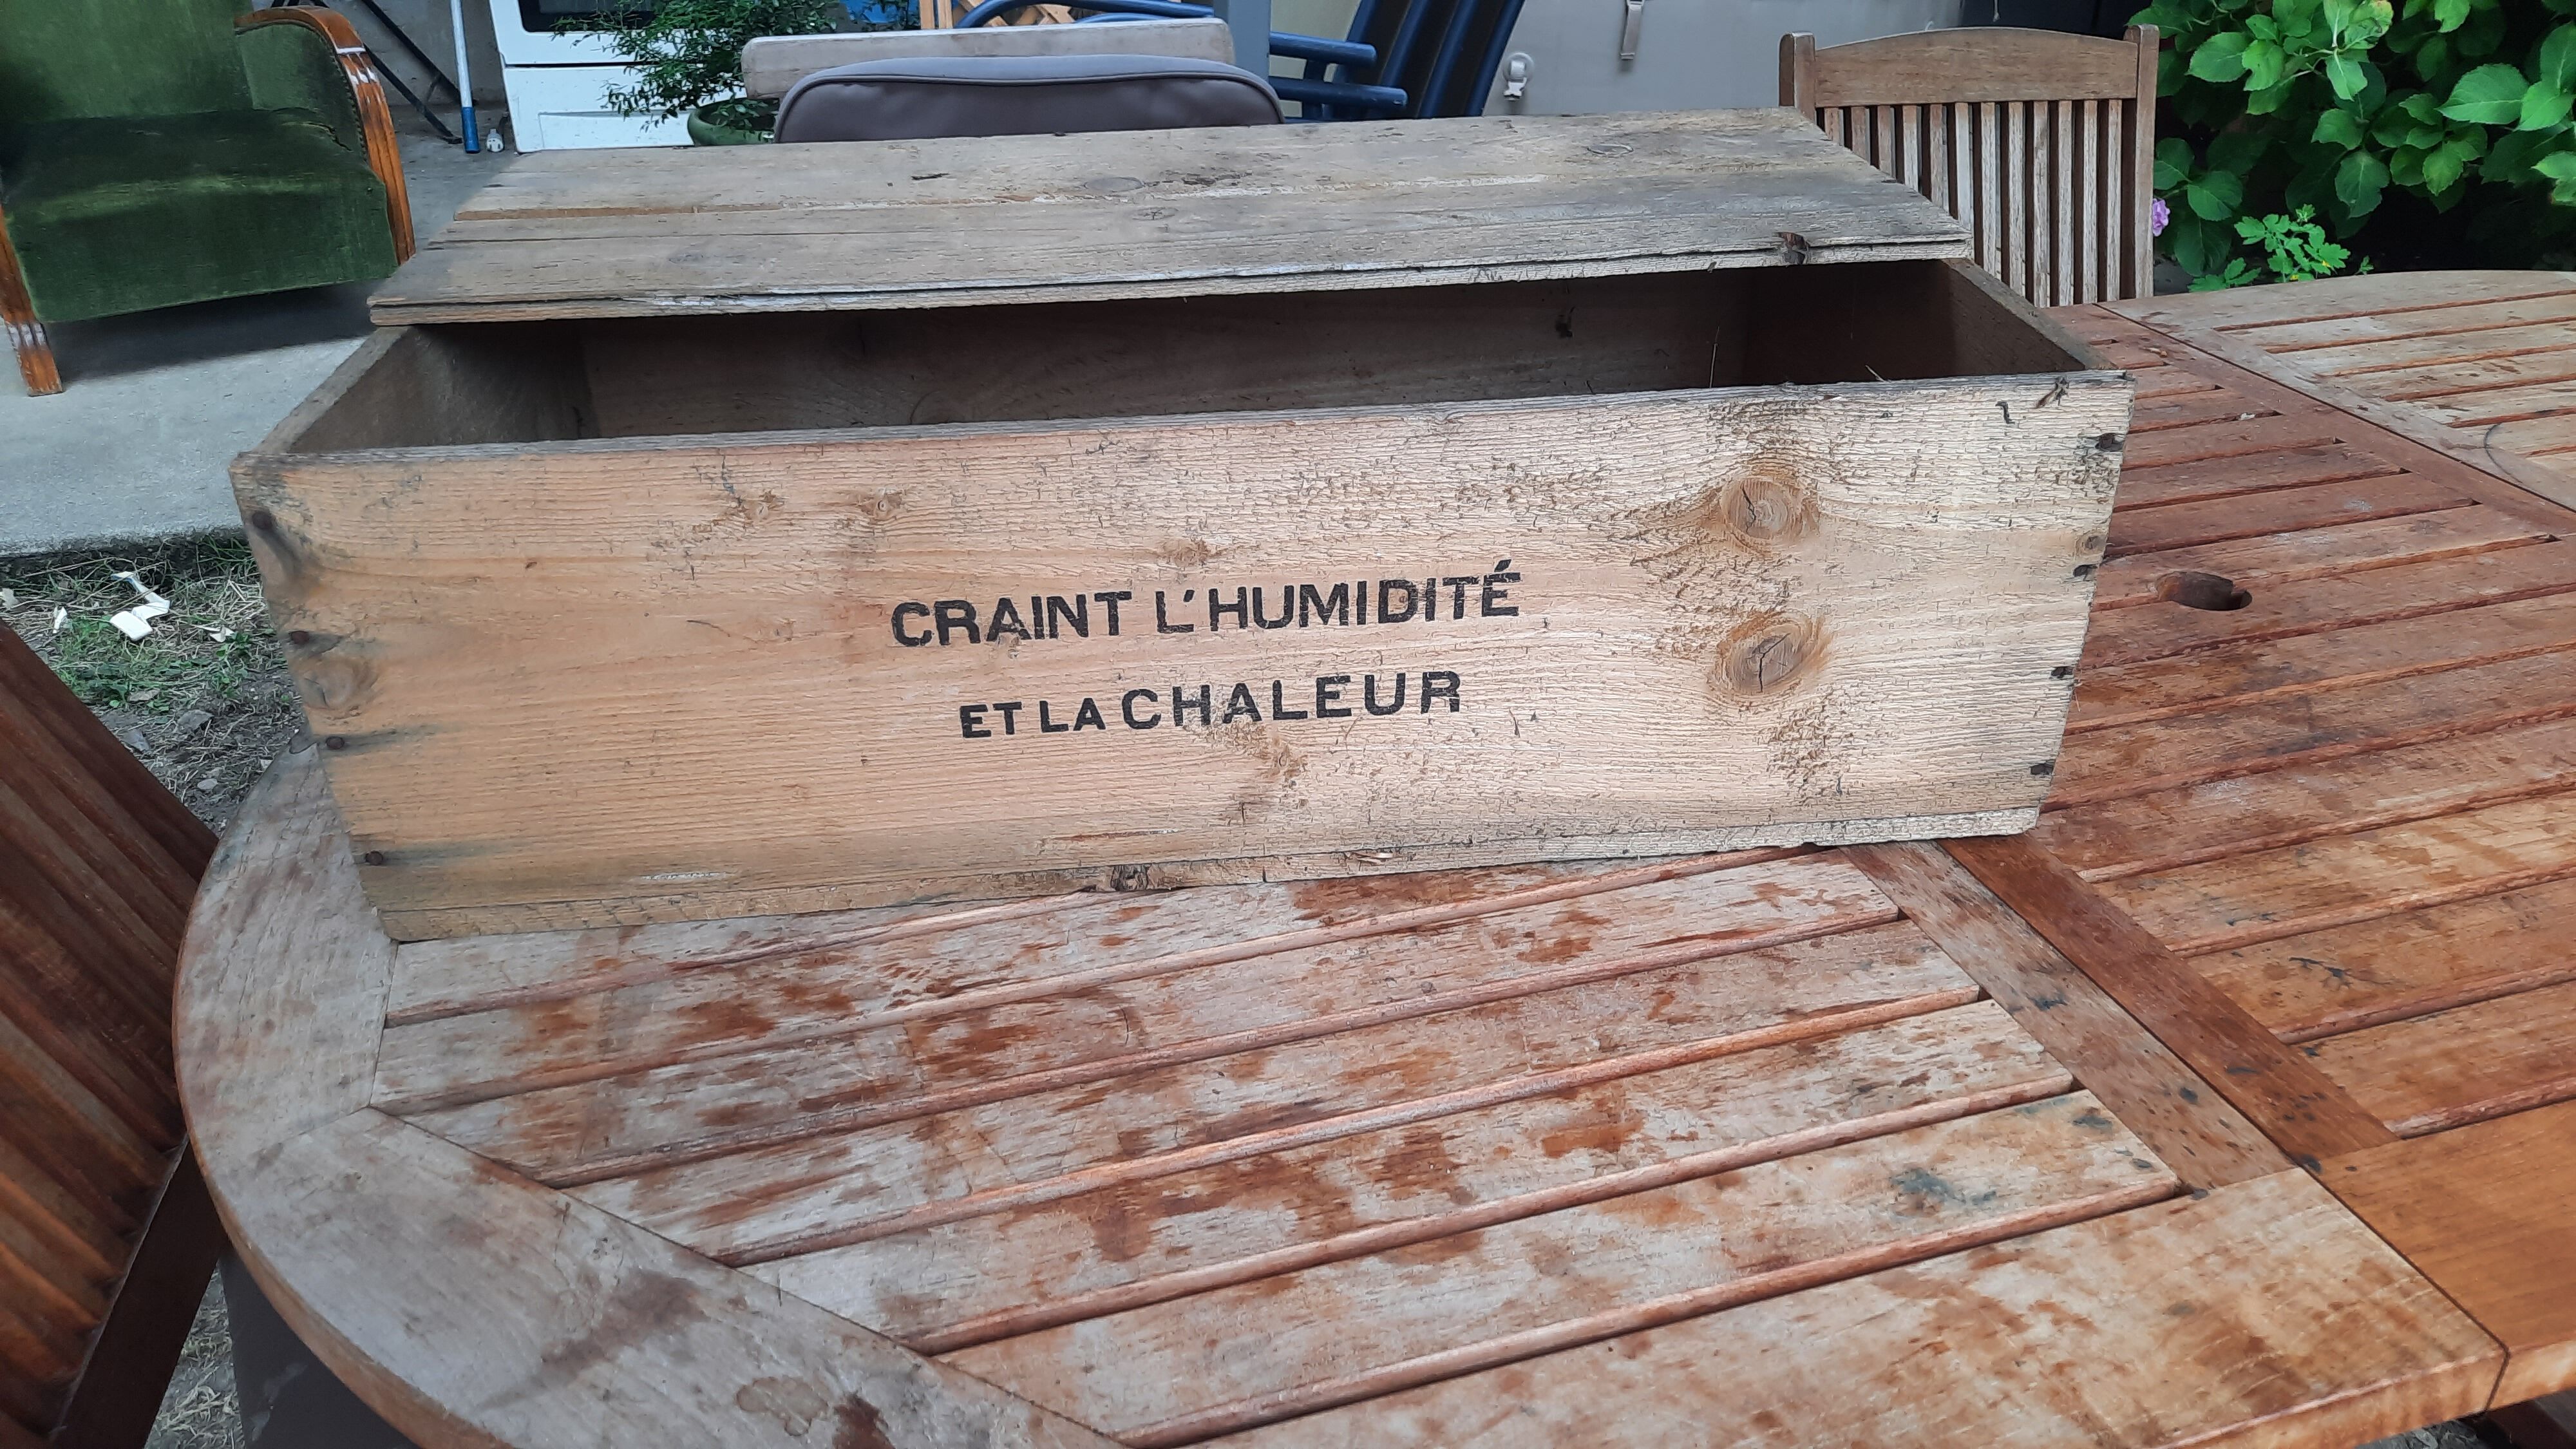 CRAINT L'HUMIDITÉ
ET LA CHALEUR